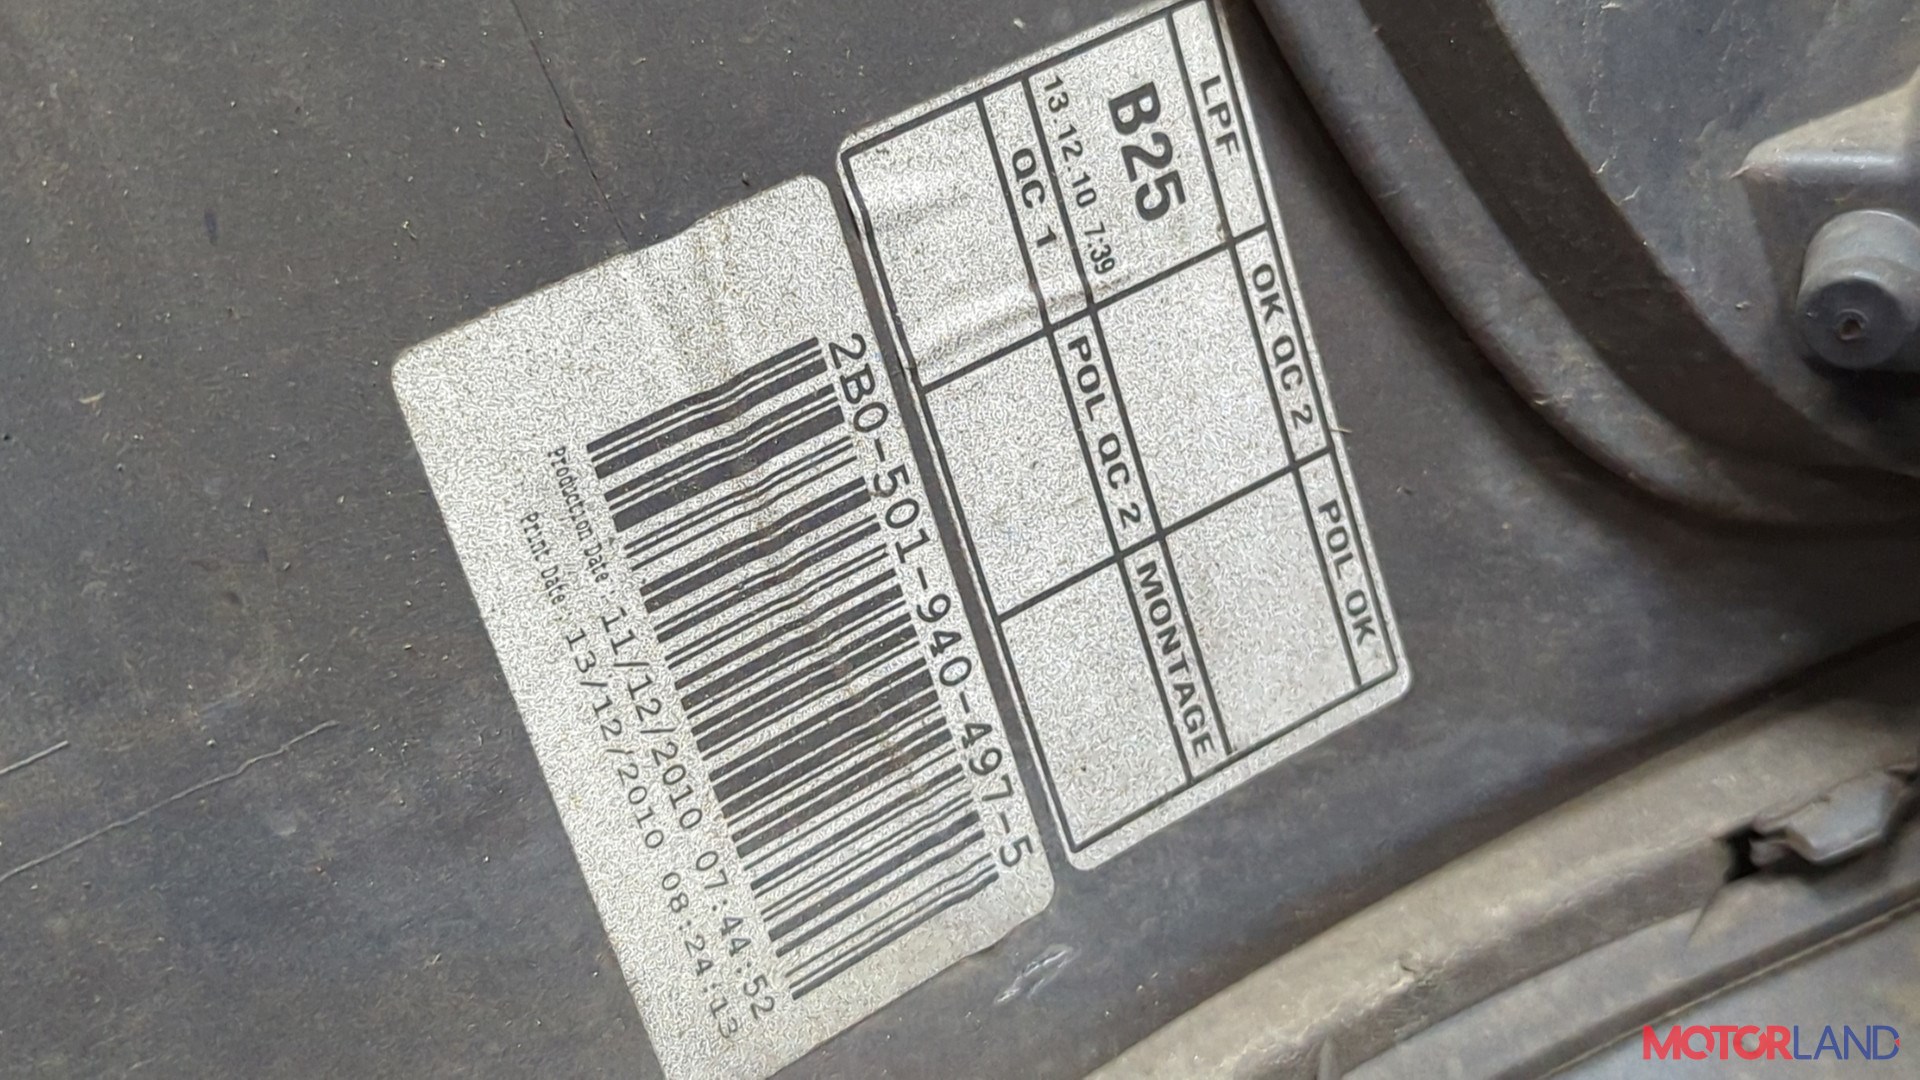 LPF
OK QC 2
POL OK
B25
13.12.10 7:39
QC 1
POL QC 2
MONTAGE
2B0-501-940-497-5
Production Date: 11/12/2010 07:44:52
Print Date: 13/12/2010 08:24:13
MOTORLAND